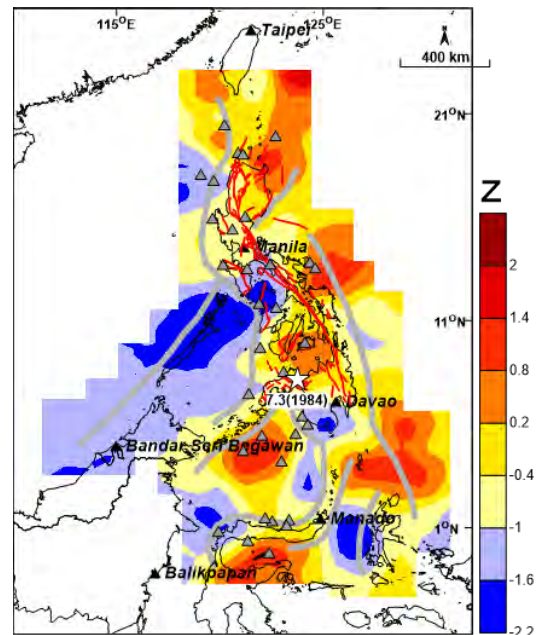 115°E
125°E
Taipei
N
400 km
21°N
Z
Manila
2
1.4
11°N
0.8
0.2
7.3(1984)
Davao
-0.4
Bandar Seri Begawan
-1
Manado
1°N
-1.6
Balikpapan
-2.2